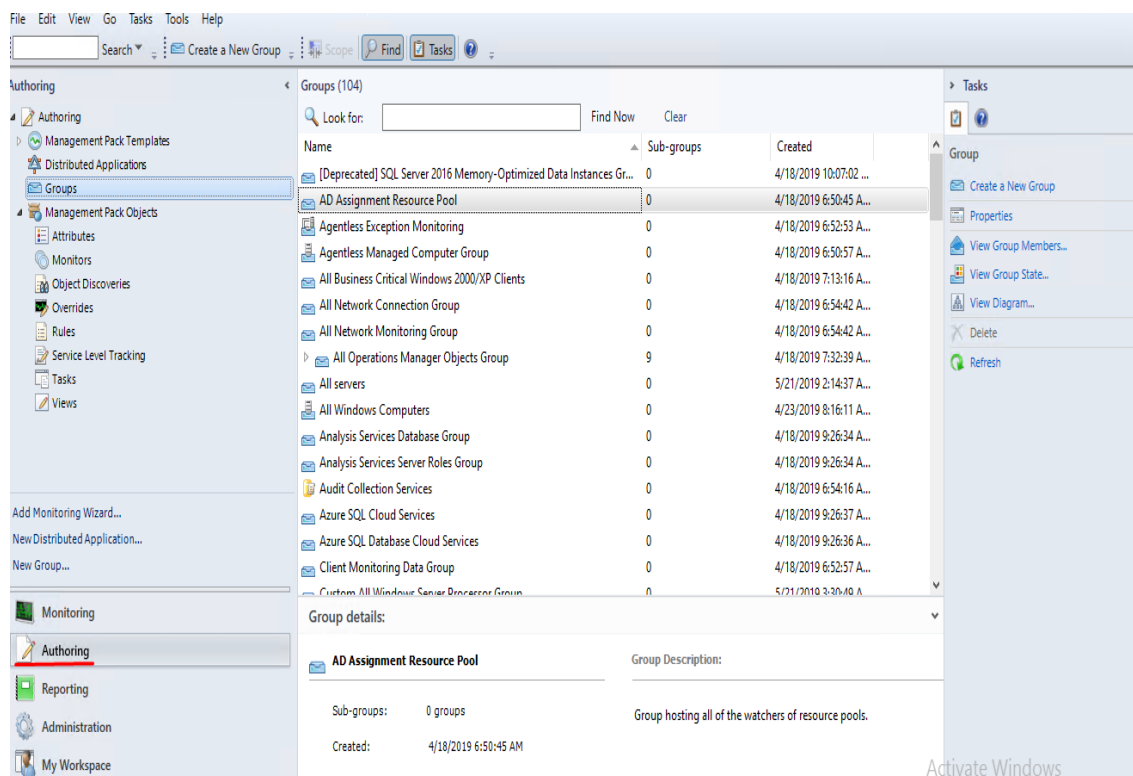 File Edit View Go Tasks Tools Help
Search Create a New Group Scope Find Tasks
Authoring
Authoring
Management Pack Templates
Distributed Applications
Groups
Management Pack Objects
Attributes
Monitors
Object Discoveries
Overrides
Rules
Service Level Tracking
Tasks
Views
Add Monitoring Wizard...
New Distributed Application...
New Group...
Monitoring
Authoring
Reporting
Administration
My Workspace
Groups (104)
Look for: Find Now Clear
Name Sub-groups Created
[Deprecated] SQL Server 2016 Memory-Optimized Data Instances Gr... 0 4/18/2019 10:07:02 ...
AD Assignment Resource Pool 0 4/18/2019 6:50:45 A...
Agentless Exception Monitoring 0 4/18/2019 6:52:53 A...
Agentless Managed Computer Group 0 4/18/2019 6:50:57 A...
All Business Critical Windows 2000/XP Clients 0 4/18/2019 7:13:16 A...
All Network Connection Group 0 4/18/2019 6:54:42 A...
All Network Monitoring Group 0 4/18/2019 6:54:42 A...
All Operations Manager Objects Group 9 4/18/2019 7:32:39 A...
All servers 0 5/21/2019 2:14:37 A...
All Windows Computers 0 4/23/2019 8:16:11 A...
Analysis Services Database Group 0 4/18/2019 9:26:34 A...
Analysis Services Server Roles Group 0 4/18/2019 9:26:34 A...
Audit Collection Services 0 4/18/2019 6:54:16 A...
Azure SQL Cloud Services 0 4/18/2019 9:26:37 A...
Azure SQL Database Cloud Services 0 4/18/2019 9:26:36 A...
Client Monitoring Data Group 0 4/18/2019 6:52:57 A...
Custom All Windows Server Processor Group 0 5/21/2019 3:30:49 A...
Group details:
AD Assignment Resource Pool
Sub-groups: 0 groups
Created: 4/18/2019 6:50:45 AM
Group Description:
Group hosting all of the watchers of resource pools.
Tasks
Group
Create a New Group
Properties
View Group Members...
View Group State...
View Diagram...
Delete
Refresh
Activate Windows